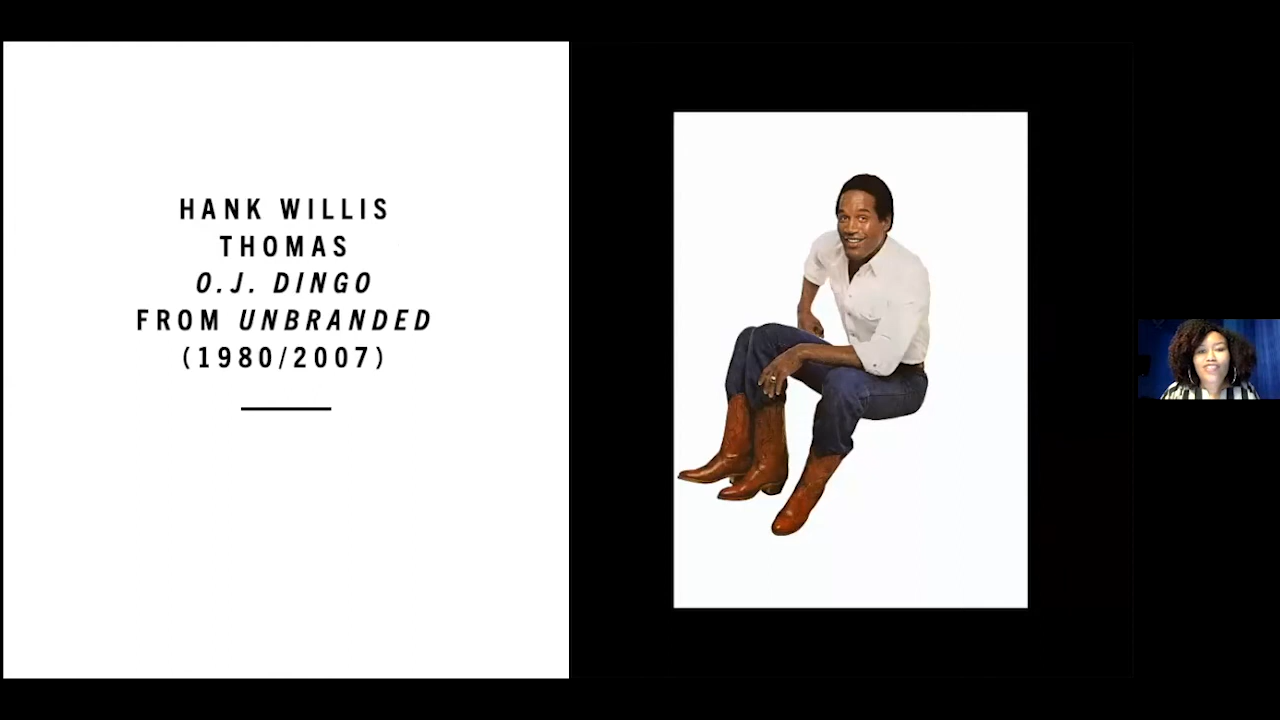 HANK WILLIS
THOMAS
O.J. DINGO
FROM UNBRANDED
(1980/2007)